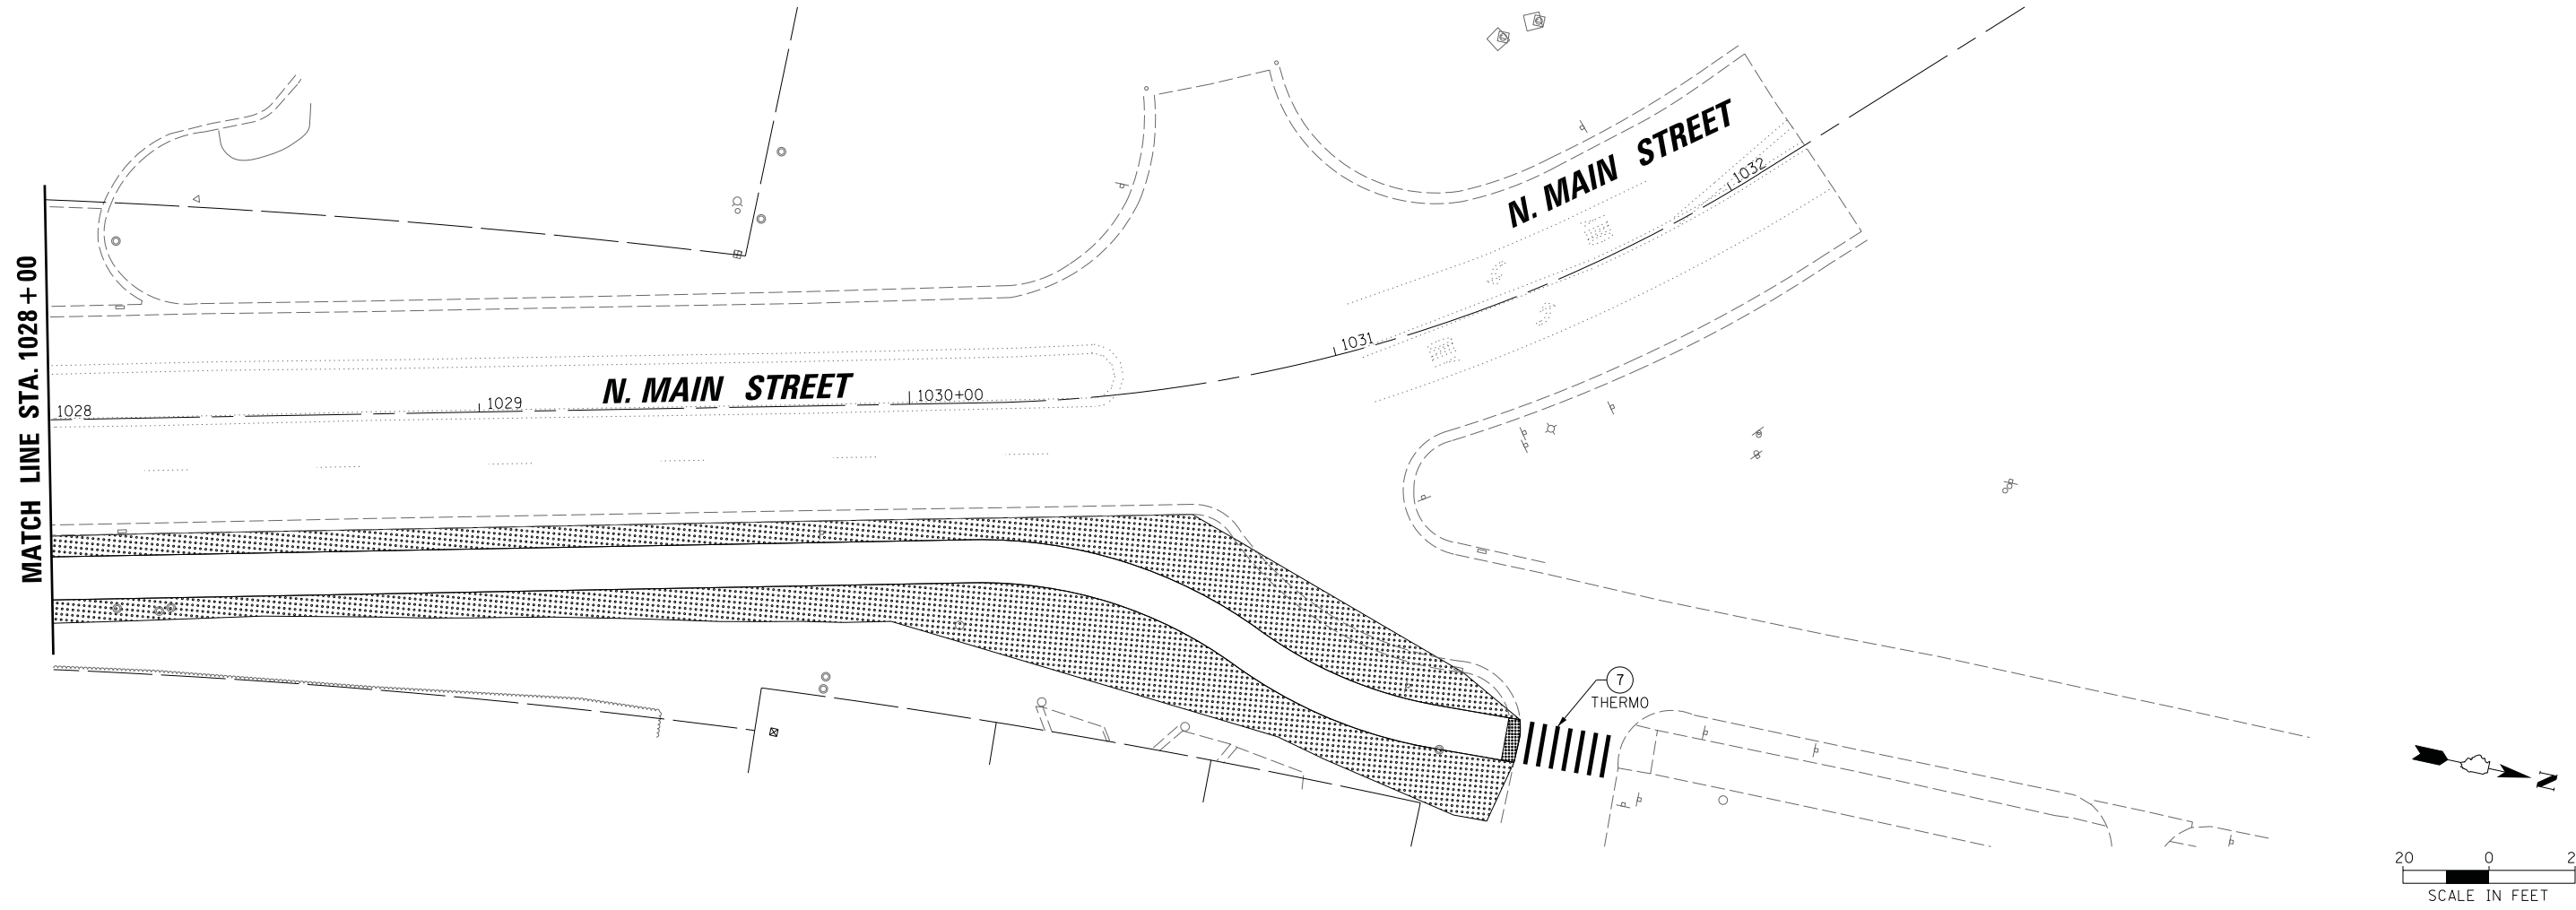 MATCH LINE STA. 1028+00
N. MAIN STREET
1032
1031
N. MAIN STREET
1028
1029
1030+00
7
THERMO
N
20 0 2
SCALE IN FEET